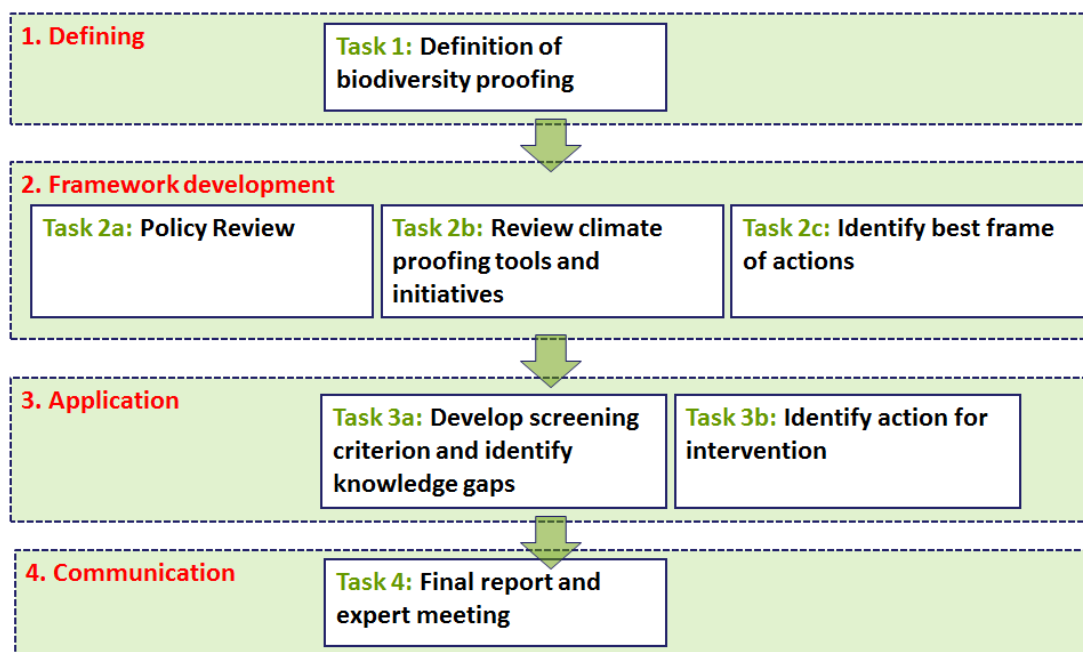 1. Defining
Task 1: Definition of
biodiversity proofing
2. Framework development
Task 2a: Policy Review
Task 2b: Review climate
proofing tools and
initiatives
Task 2c: Identify best frame
of actions
3. Application
Task 3a: Develop screening
criterion and identify
knowledge gaps
Task 3b: Identify action for
intervention
4. Communication
Task 4: Final report and
expert meeting